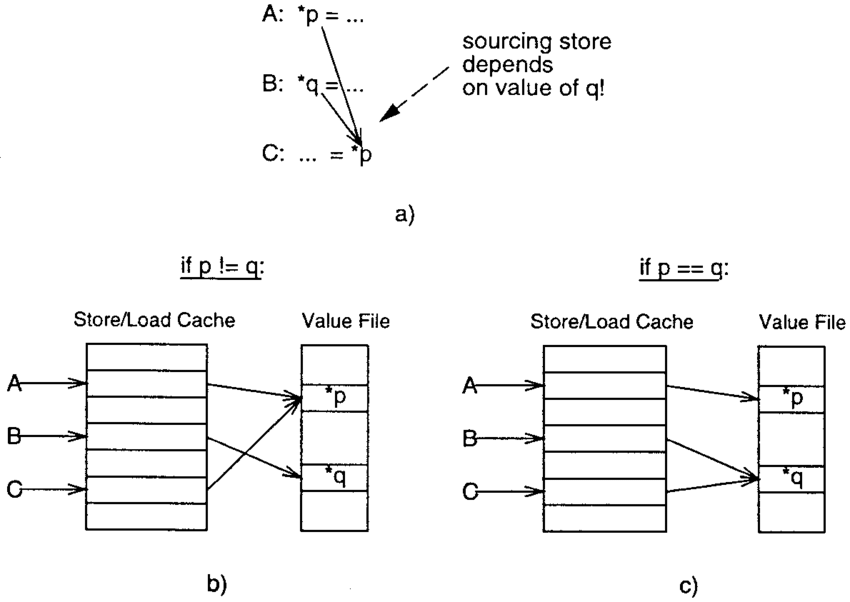 A: *p = ...
sourcing store
depends
on value of q!
B: *q = ...
C: ... = *p
a)
if p != q:
if p == q:
Store/Load Cache Value File
Store/Load Cache Value File
A
*p
B
*q
C
A
*p
B
*q
C
b)
c)